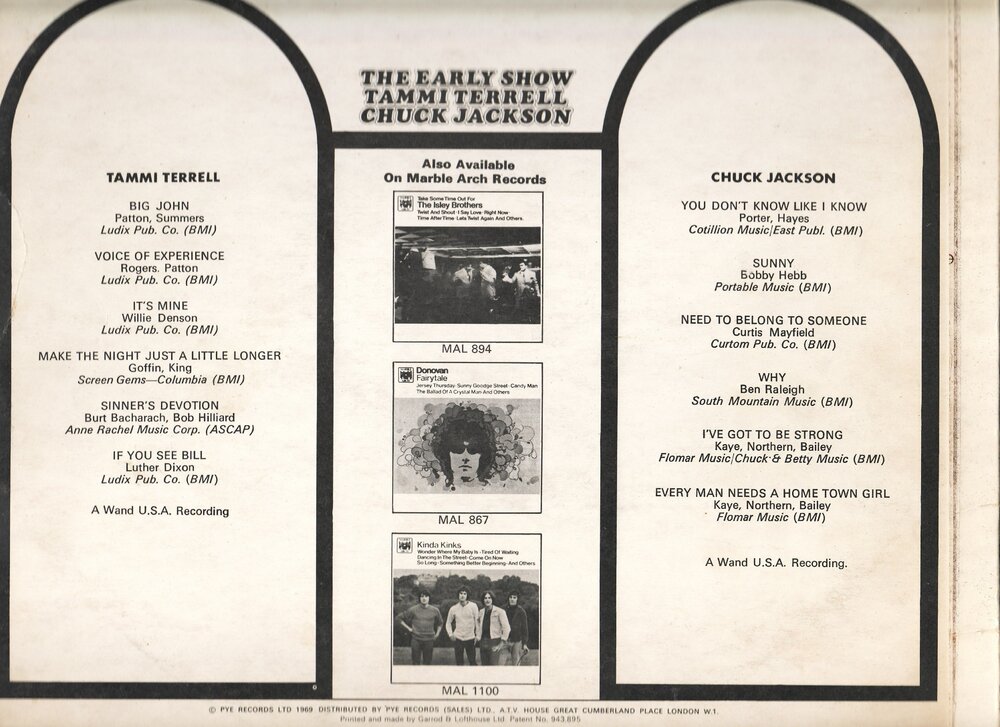 THE EARLY SHOW
TAMMI TERRELL
CHUCK JACKSON
TAMMI TERRELL
BIG JOHN
Patton, Summers
Ludix Pub. Co. (BMI)
VOICE OF EXPERIENCE
Rogers. Patton
Ludix Pub. Co. (BMI)
IT'S MINE
Willie Denson
Ludix Pub. Co. (BMI)
MAKE THE NIGHT JUST A LITTLE LONGER
Goffin, King
Screen Gems—Columbia (BMI)
SINNER'S DEVOTION
Burt Bacharach, Bob Hilliard
Anne Rachel Music Corp. (ASCAP)
IF YOU SEE BILL
Luther Dixon
Ludix Pub. Co. (BMI)
A Wand U.S.A. Recording
Also Available
On Marble Arch Records
Take Some Time Out For
The Isley Brothers
Twist And Shout · I Say Love · Right Now ·
Time After Time · Lets Twist Again And Others.
MAL 894
Donovan
Fairytale
Jersey Thursday · Sunny Goodge Street · Candy Man
The Ballad Of A Crystal Man · And Others
MAL 867
Kinda Kinks
Wonder Where My Baby Is · Tired Of Waiting
Dancing In The Street · Come On Now
So Long · Something Better Beginning · And Others
MAL 1100
CHUCK JACKSON
YOU DON'T KNOW LIKE I KNOW
Porter, Hayes
Cotillion Music/East Publ. (BMI)
SUNNY
Bobby Hebb
Portable Music (BMI)
NEED TO BELONG TO SOMEONE
Curtis Mayfield
Curtom Pub. Co. (BMI)
WHY
Ben Raleigh
South Mountain Music (BMI)
I'VE GOT TO BE STRONG
Kaye, Northern, Bailey
Flomar Music/Chuck & Betty Music (BMI)
EVERY MAN NEEDS A HOME TOWN GIRL
Kaye, Northern, Bailey
Flomar Music (BMI)
A Wand U.S.A. Recording.
© PYE RECORDS LTD 1969 DISTRIBUTED BY PYE RECORDS (SALES) LTD., A.T.V. HOUSE GREAT CUMBERLAND PLACE LONDON W.1.
Printed and made by Garrod & Lofthouse Ltd. Patent No. 943,895